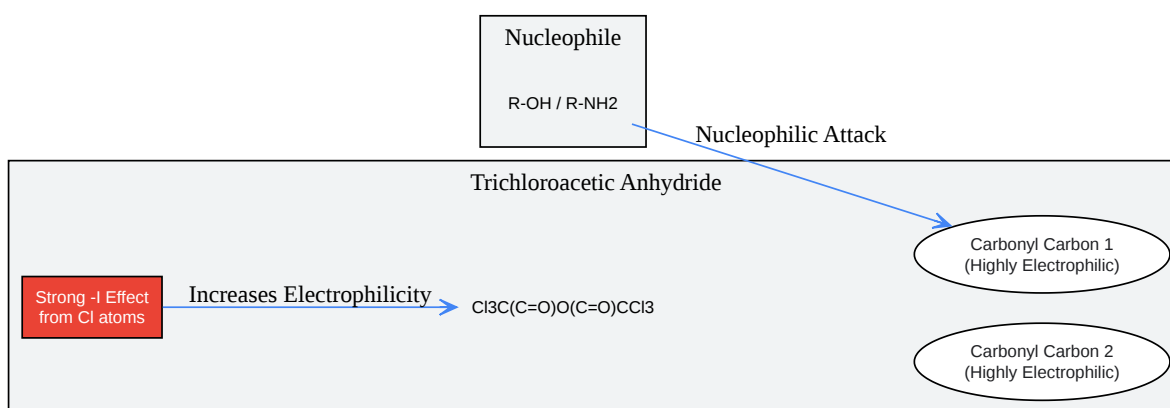 Nucleophile
R-OH / R-NH2
Nucleophilic Attack
Trichloroacetic Anhydride
Carbonyl Carbon 1
(Highly Electrophilic)
Strong -I Effect
from Cl atoms
Increases Electrophilicity
Cl3C(C=O)O(C=O)CCl3
Carbonyl Carbon 2
(Highly Electrophilic)